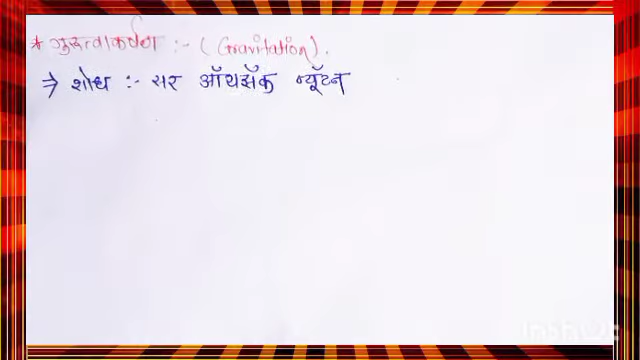 * गुरुत्वाकर्षण :- (Gravitation).
⇒ शोध :- सर ऑयझॅक न्यूटन